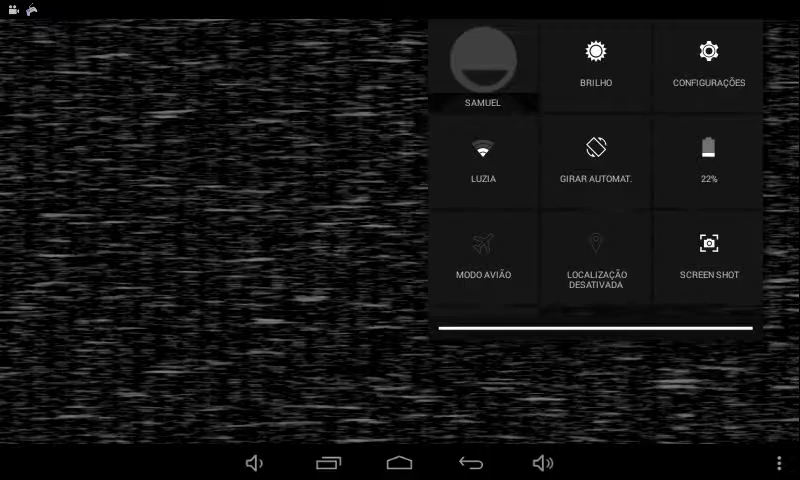 SAMUEL
BRILHO
CONFIGURAÇÕES
LUZIA
GIRAR AUTOMAT.
22%
MODO AVIÃO
LOCALIZAÇÃO
DESATIVADA
SCREEN SHOT